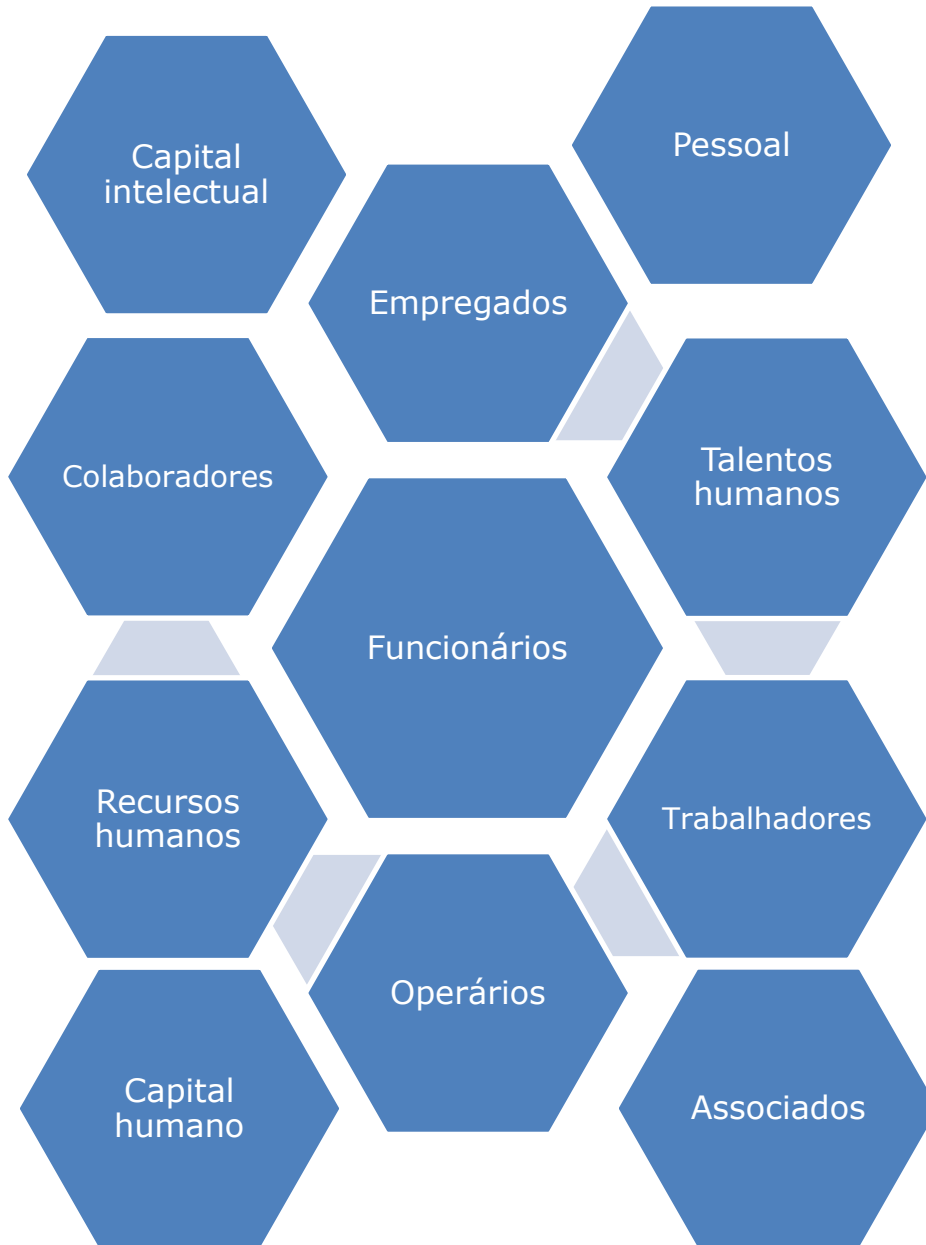 Capital
intelectual
Pessoal
Empregados
Colaboradores
Talentos
humanos
Funcionários
Recursos
humanos
Trabalhadores
Operários
Capital
humano
Associados